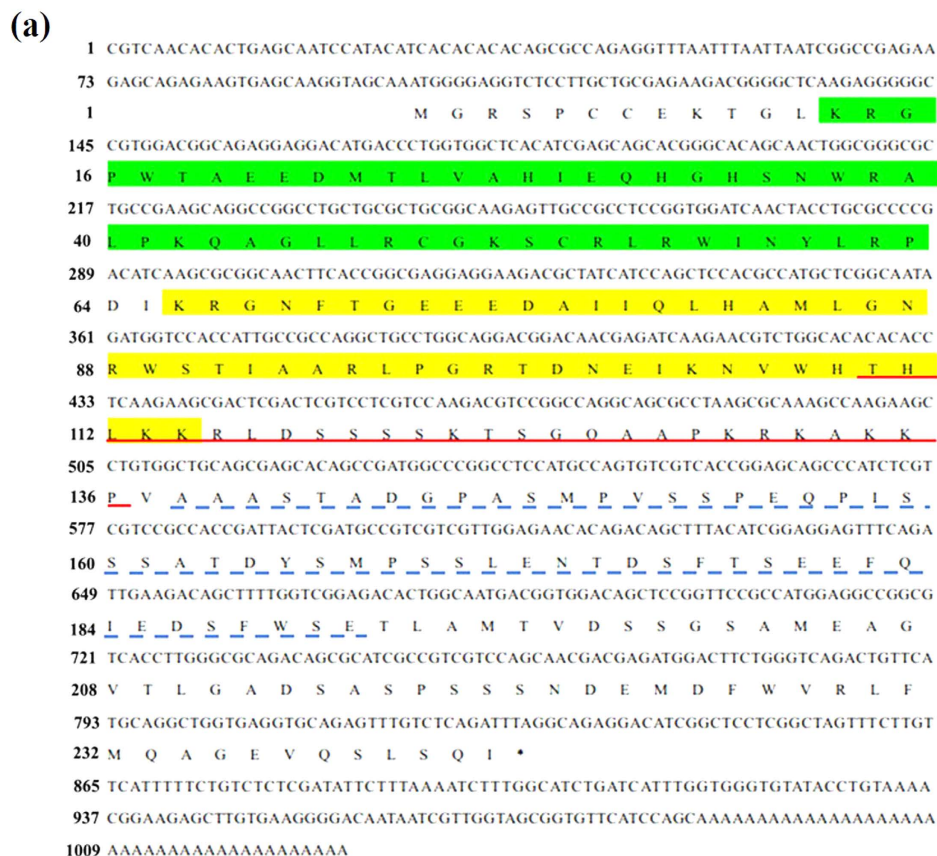 (a)
1 CGTCAACACACTGAGCAATCCATACATCACACACACAGCGCCAGAGGTTTAATTTAATTAATCGGCCGAGAA
73 GAGCAGAGAAGTGAGCAAGGTAGCAAATGGGGAGGTCTCCTTGCTGCGAGAAGACGGGGCTCAAGAGGGGGC
1 M G R S P C C E K T G L K R G
145 CGTGGACGGCAGAGGAGGACATGACCCTGGTGGCTCACATCGAGCAGCACGGGCACAGCAACTGGCGGGCGC
16 P W T A E E D M T L V A H I E Q H G H S N W R A
217 TGCCGAAGCAGGCCGGCCTGCTGCGCTGCGGCAAGAGTTGCCGCCTCCGGTGGATCAACTACCTGCGCCCCG
40 L P K Q A G L L R C G K S C R L R W I N Y L R P
289 ACATCAAGCGCGGCAACTTCACCGGCGAGGAGGAAGACGCTATCATCCAGCTCCACGCCATGCTCGGCAATA
64 D I K R G N F T G E E E D A I I Q L H A M L G N
361 GATGGTCCACCATTGCCGCCAGGCTGCCTGGCAGGACGGACAACGAGATCAAGAACGTCTGGCACACACACC
88 R W S T I A A R L P G R T D N E I K N V W H T H
433 TCAAGAAGCGACTCGACTCGTCCTCGTCCAAGACGTCCGGCCAGGCAGCGCCTAAGCGCAAAGCCAAGAAGC
112 L K K R L D S S S S K T S G Q A A P K R K A K K
505 CTGTGGCTGCAGCGAGCACAGCCGATGGCCCGGCCTCCATGCCAGTGTCGTCACCGGAGCAGCCCATCTCGT
136 P V A A A S T A D G P A S M P V S S P E Q P I S
577 CGTCCGCCACCGATTACTCGATGCCGTCGTCGTTGGAGAACACAGACAGCTTTACATCGGAGGAGTTTCAGA
160 S S A T D Y S M P S S L E N T D S F T S E E F Q
649 TTGAAGACAGCTTTTGGTCGGAGACACTGGCAATGACGGTGGACAGCTCCGGTTCCGCCATGGAGGCCGGCG
184 I E D S F W S E T L A M T V D S S G S A M E A G
721 TCACCTTGGGCGCAGACAGCGCATCGCCGTCGTCCAGCAACGACGAGATGGACTTCTGGGTCAGACTGTTCA
208 V T L G A D S A S P S S S N D E M D F W V R L F
793 TGCAGGCTGGTGAGGTGCAGAGTTTGTCTCAGATTTAGGCAGAGGACATCGGCTCCTCGGCTAGTTTCTTGT
232 M Q A G E V Q S L S Q I *
865 TCATTTTTCTGTCTCTCGATATTCTTTAAAATCTTTGGCATCTGATCATTTGGTGGGTGTATACCTGTAAAA
937 CGGAAGAGCTTGTGAAGGGGACAATAATCGTTGGTAGCGGTGTTCATCCAGCAAAAAAAAAAAAAAAAAAAA
1009 AAAAAAAAAAAAAAAAAAAA